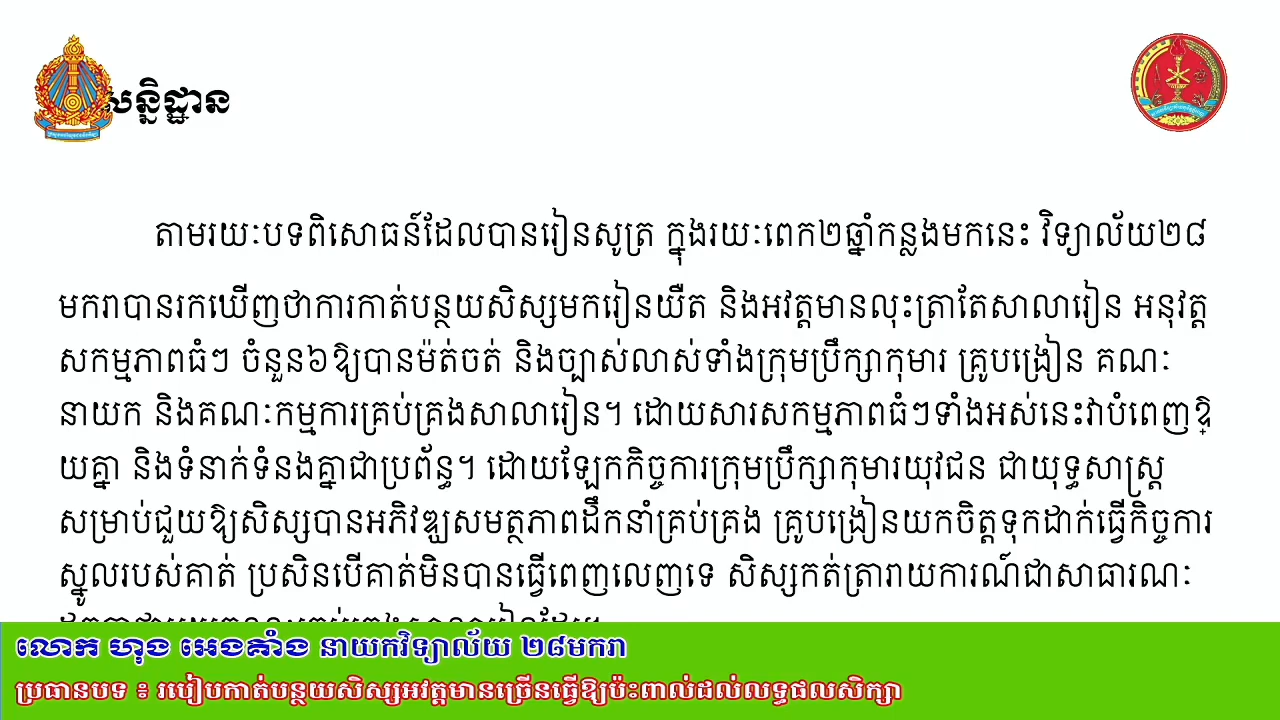 សន្និដ្ឋាន
តាមរយៈបទពិសោធន៍ដែលបានរៀនសូត្រ ក្នុងរយៈពេក២ឆ្នាំកន្លងមកនេះ វិទ្យាល័យ២៨
មករាបានរកឃើញថាការកាត់បន្ថយសិស្សមករៀនយឺត និងអវត្តមានលុះត្រាតែសាលារៀន អនុវត្ត
សកម្មភាពធំៗ ចំនួន៦ឱ្យបានម៉ត់ចត់ និងច្បាស់លាស់ទាំងក្រុមប្រឹក្សាកុមារ គ្រូបង្រៀន គណៈ
នាយក និងគណៈកម្មការគ្រប់គ្រងសាលារៀន។ ដោយសារសកម្មភាពធំៗទាំងអស់នេះវាបំពេញឱ្
យគ្នា និងទំនាក់ទំនងគ្នាជាប្រព័ន្ធ។ ដោយឡែកកិច្ចការក្រុមប្រឹក្សាកុមារយុវជន ជាយុទ្ធសាស្ត្រ
សម្រាប់ជួយឱ្យសិស្សបានអភិវឌ្ឃសមត្ថភាពដឹកនាំគ្រប់គ្រង គ្រូបង្រៀនយកចិត្តទុកដាក់ធ្វើកិច្ចការ
ស្នូលរបស់គាត់ ប្រសិនបើគាត់មិនបានធ្វើពេញលេញទេ សិស្សកត់ត្រារាយការណ៍ជាសាធារណៈ
លោក ហុង អេងគាំង នាយកវិទ្យាល័យ ២៨មករា
ប្រធានបទ ៖ របៀបកាត់បន្ថយសិស្សអវត្តមានច្រើនធ្វើឱ្យប៉ះពាល់ដល់លទ្ធផលសិក្សា